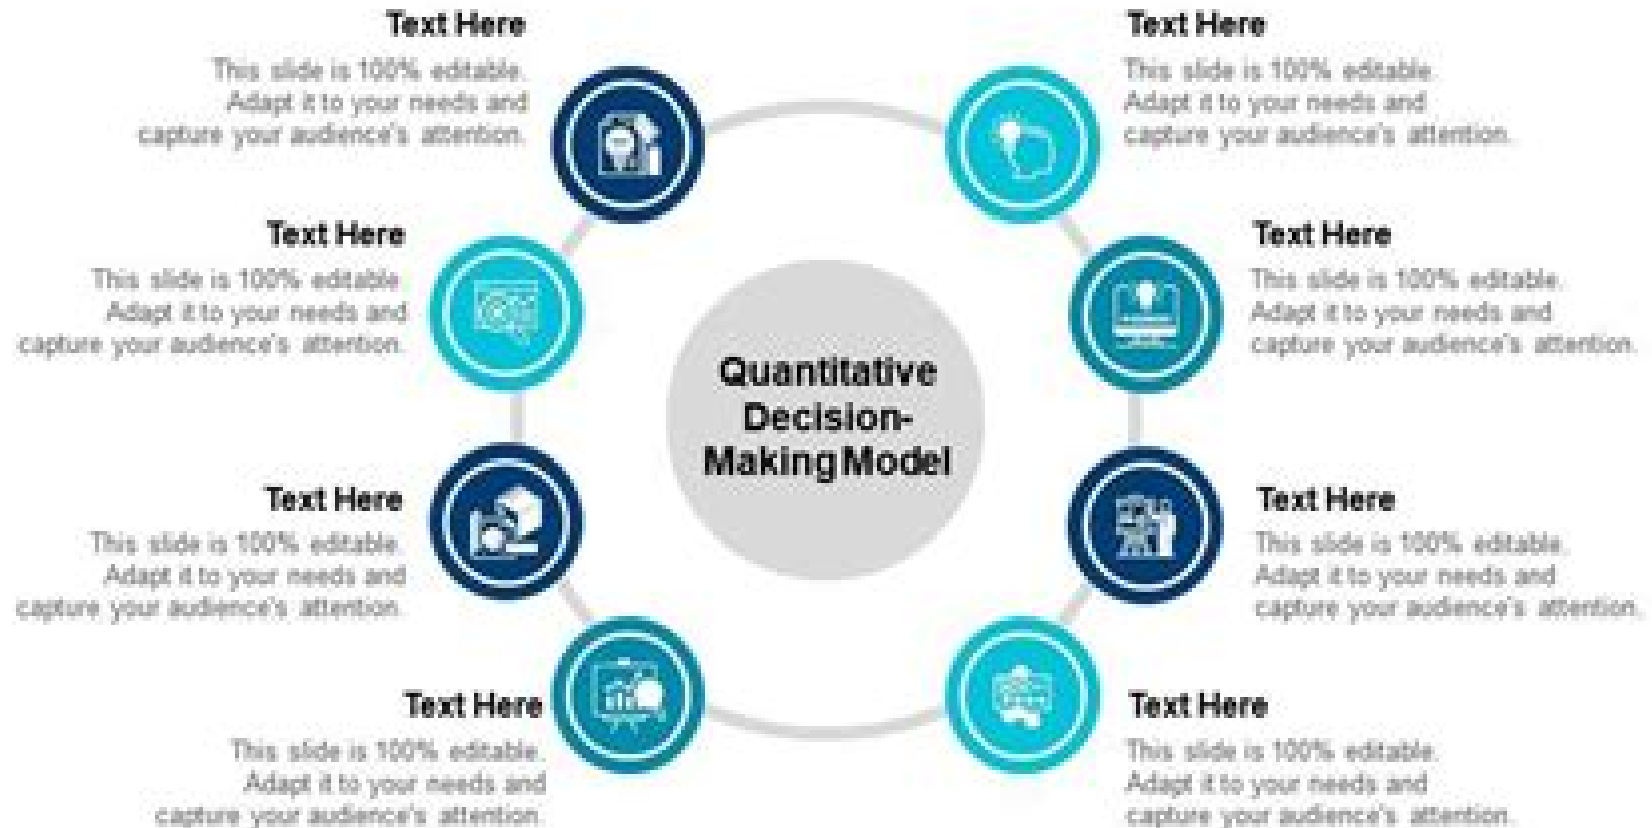 Text Here
This slide is 100% editable.
Adapt it to your needs and
capture your audience's attention.
Text Here
This slide is 100% editable.
Adapt it to your needs and
capture your audience's attention.
Text Here
This slide is 100% editable.
Adapt it to your needs and
capture your audience's attention.
Text Here
This slide is 100% editable.
Adapt it to your needs and
capture your audience's attention.
Quantitative
Decision-
Making Model
Text Here
This slide is 100% editable.
Adapt it to your needs and
capture your audience's attention.
Text Here
This slide is 100% editable.
Adapt it to your needs and
capture your audience's attention.
Text Here
This slide is 100% editable.
Adapt it to your needs and
capture your audience's attention.
Text Here
This slide is 100% editable.
Adapt it to your needs and
capture your audience's attention.